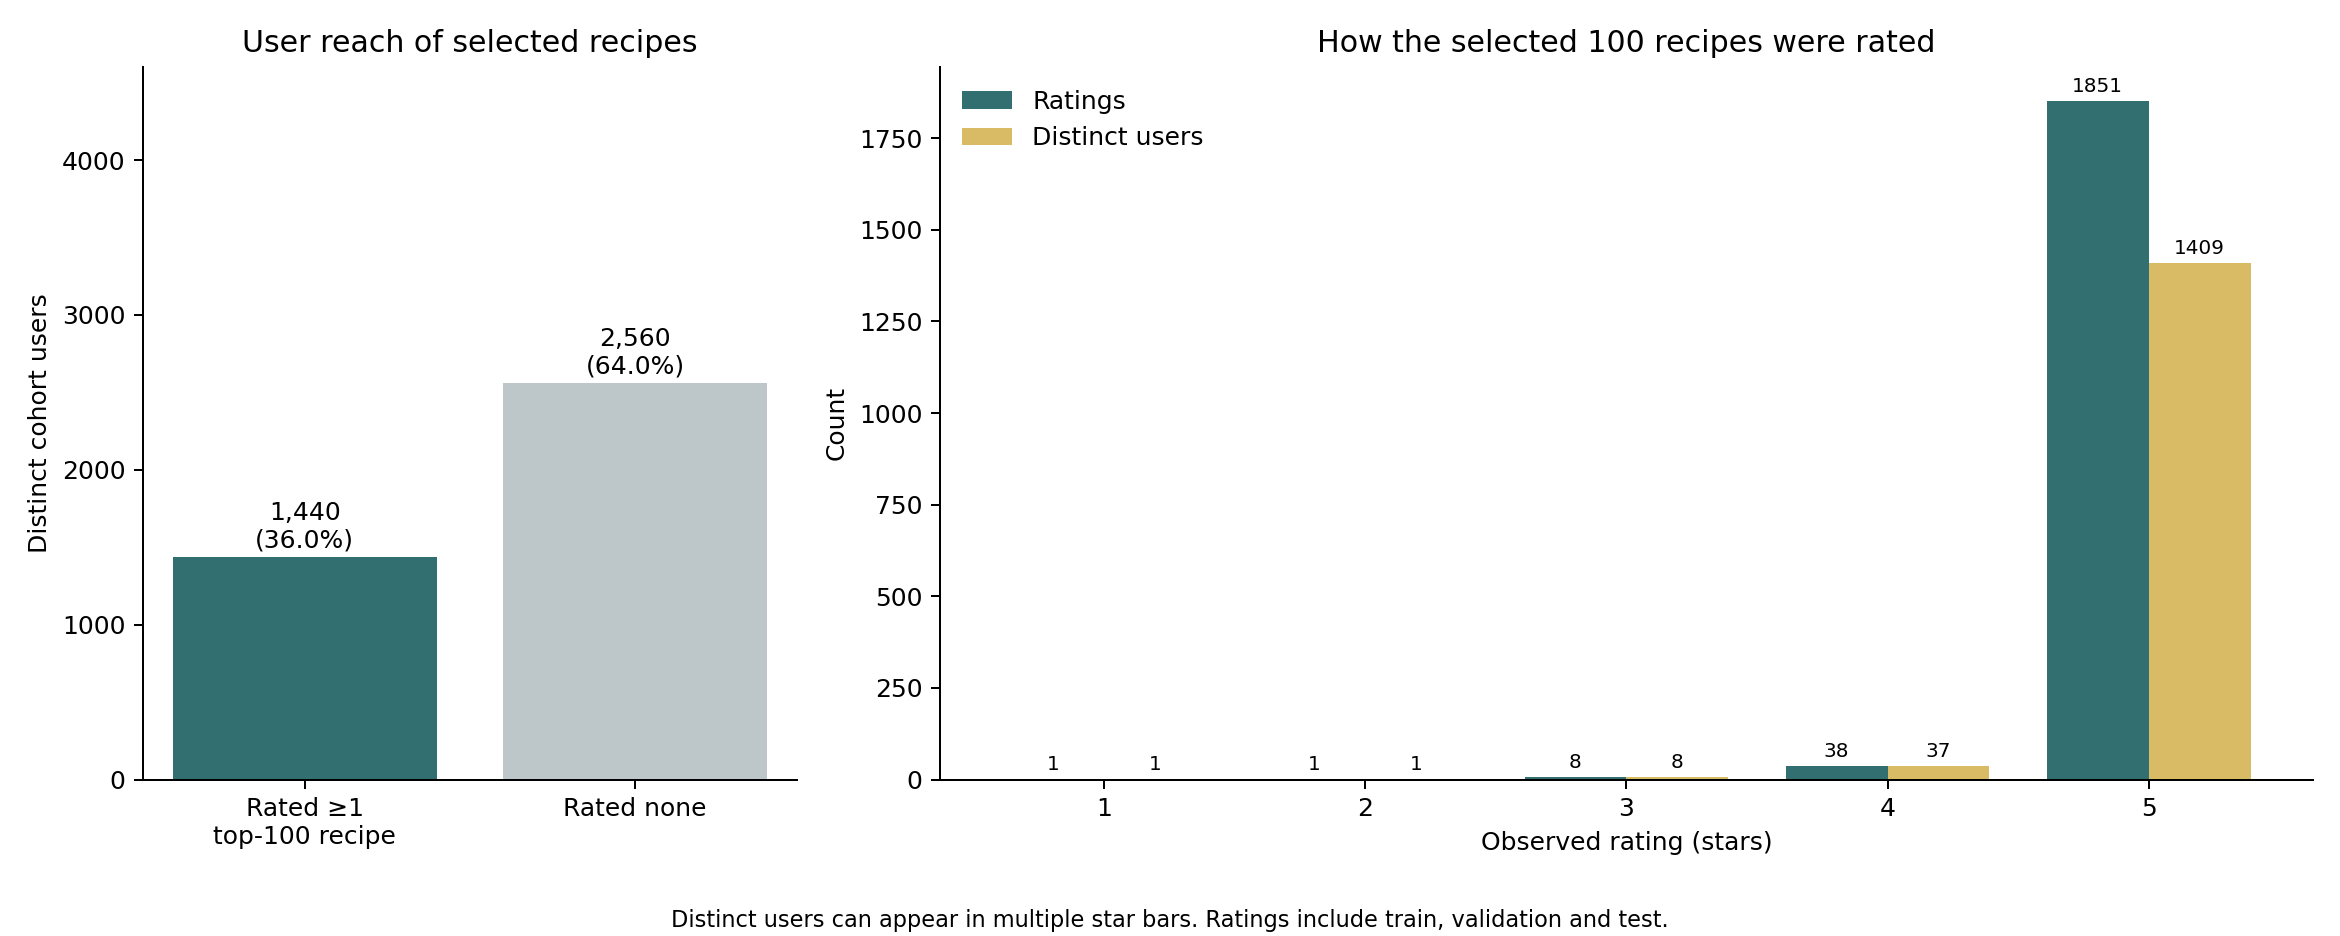 User reach of selected recipes
Distinct cohort users
4000
3000
2000
1000
0
1,440
(36.0%)
2,560
(64.0%)
Rated ≥1
top-100 recipe
Rated none
How the selected 100 recipes were rated
Ratings
Distinct users
Count
1750
1500
1250
1000
750
500
250
0
1
1
1
1
8
8
38
37
1851
1409
1
2
3
4
5
Observed rating (stars)
Distinct users can appear in multiple star bars. Ratings include train, validation and test.